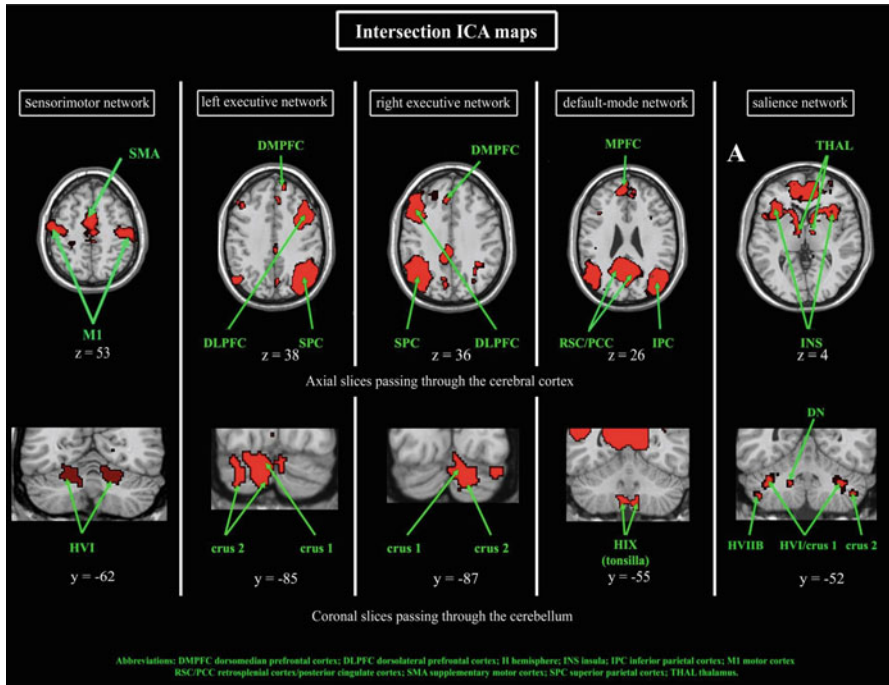 Intersection ICA maps
sensorimotor network
left executive network
right executive network
default-mode network
salience network
SMA
DMPFC
DMPFC
MPFC
A
THAL
M1
DLPFC
SPC
SPC
DLPFC
RSC/PCC
IPC
INS
z = 53
z = 38
z = 36
z = 26
z = 4
Axial slices passing through the cerebral cortex
DN
HVI
crus 2
crus 1
crus 1
crus 2
HIX
(tonsilla)
HVIIB
HVI/crus 1
crus 2
y = -62
y = -85
y = -87
y = -55
y = -52
Coronal slices passing through the cerebellum
Abbreviations: DMPFC dorsomedian prefrontal cortex; DLPFC dorsolateral prefrontal cortex; H hemisphere; INS insula; IPC inferior parietal cortex; M1 motor cortex
RSC/PCC retrosplenial cortex/posterior cingulate cortex; SMA supplementary motor cortex; SPC superior parietal cortex; THAL thalamus.